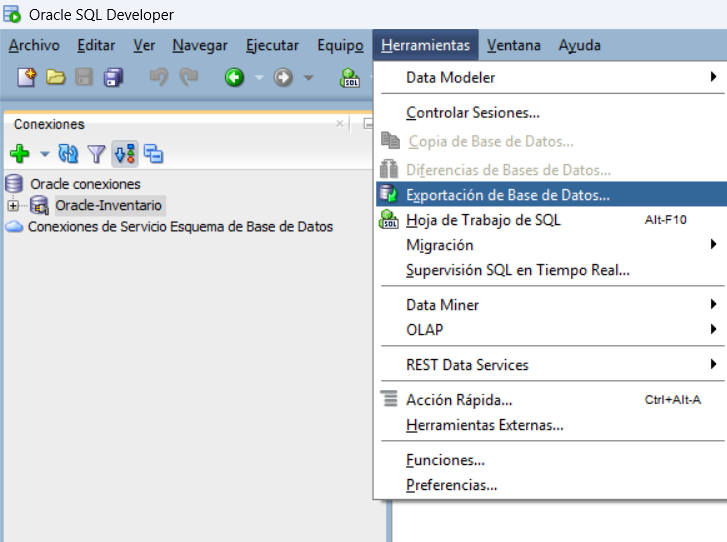 Oracle SQL Developer
Archivo Editar Ver Navegar Ejecutar Equipo Herramientas Ventana Ayuda
SQL
Conexiones
Oracle conexiones
Oracle-Inventario
Conexiones de Servicio Esquema de Base de Datos
Data Modeler
Controlar Sesiones...
Copia de Base de Datos...
Diferencias de Bases de Datos...
Exportación de Base de Datos...
SQL Hoja de Trabajo de SQL Alt-F10
Migración
Supervisión SQL en Tiempo Real...
Data Miner
OLAP
REST Data Services
Acción Rápida... Ctrl+Alt-A
Herramientas Externas...
Funciones...
Preferencias...